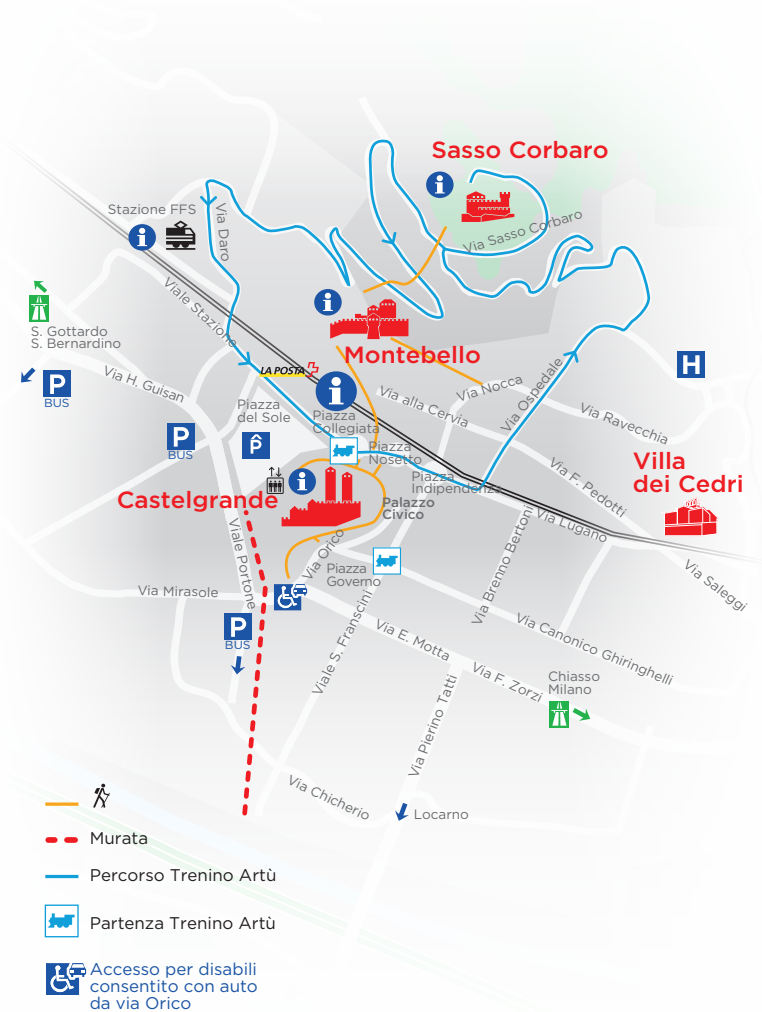 Sasso Corbaro
Stazione FFS
Via Daro
Via Sasso Corbaro
Viale Stazione
S. Gottardo
S. Bernardino
Montebello
LA POSTA
P
BUS
Via H. Guisan
H
Via Nocca
Via Ospedale
Via alla Cervia
Via Ravecchia
Piazza
del Sole
Piazza
Collegiata
P
BUS
P
Piazza
Nosetto
Villa
dei Cedri
Piazza
Indipendenza
Via F. Pedotti
Castelgrande
Palazzo
Civico
Via Lugano
Viale Portone
Via Orico
Via Brenno Bertoni
Piazza
Governo
Via Saleggi
Via Mirasole
P
BUS
Viale S. Franscini
Via E. Motta
Via Canonico Ghiringhelli
Via F. Zorzi
Chiasso
Milano
Via Pierino Tatti
Via Chicherio
Locarno
Murata
Percorso Trenino Artù
Partenza Trenino Artù
Accesso per disabili
consentito con auto
da via Orico